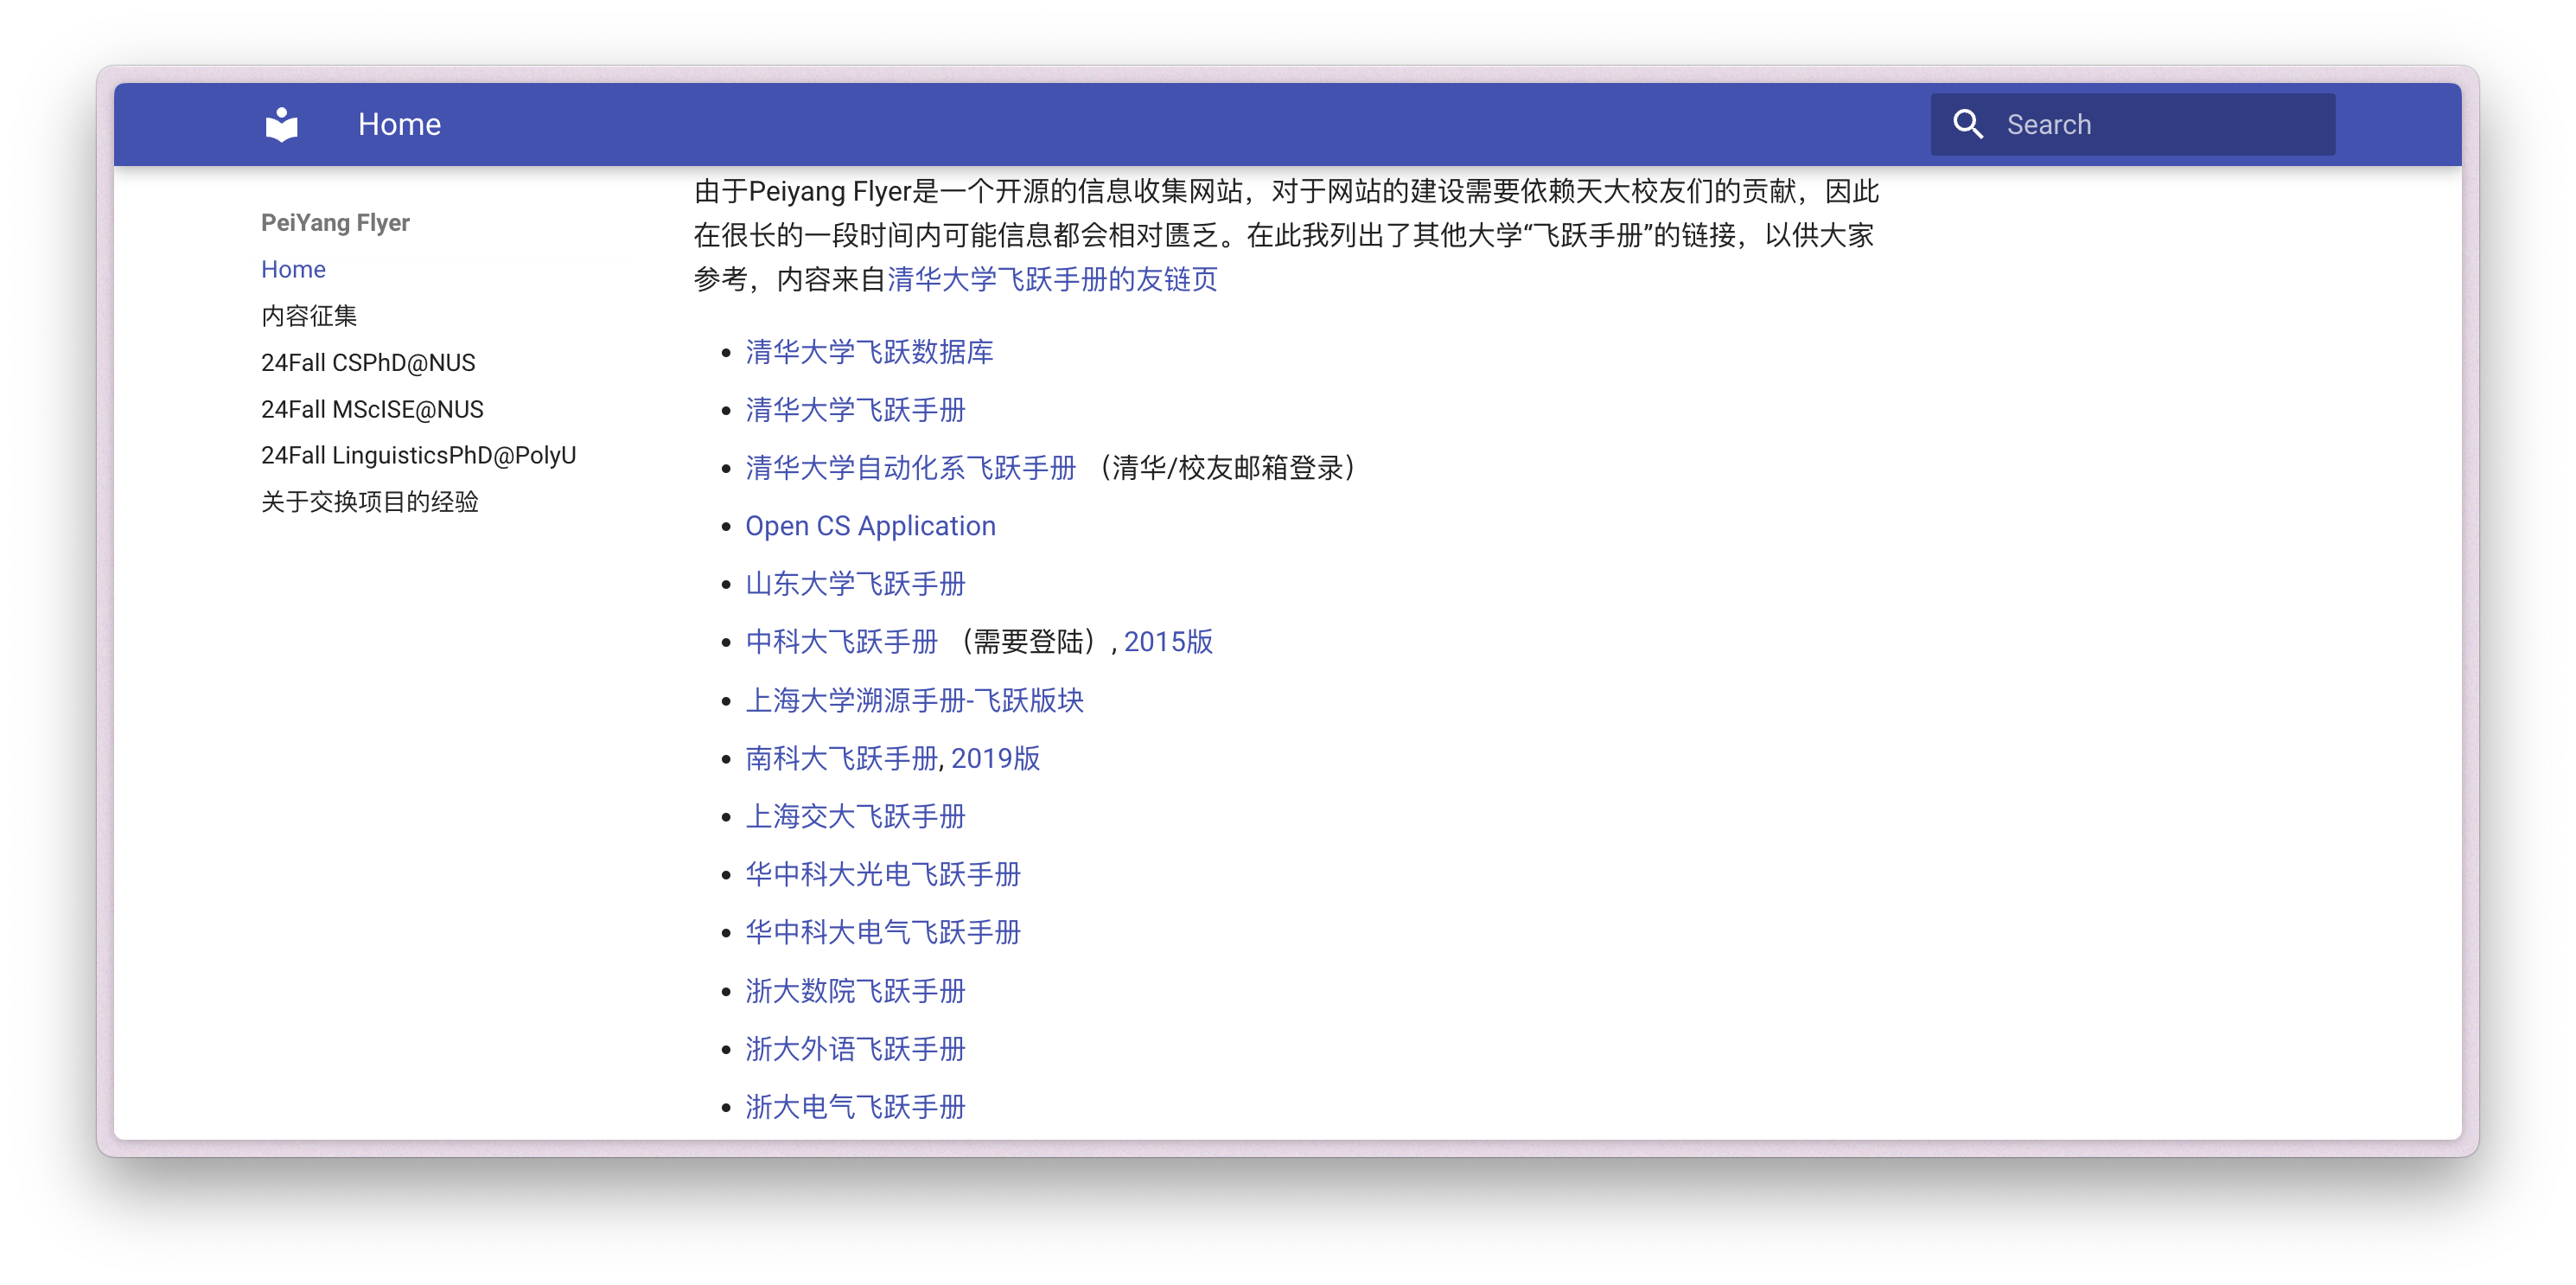 Home
Search
PeiYang Flyer
Home
内容征集
24Fall CSPhD@NUS
24Fall MScISE@NUS
24Fall LinguisticsPhD@PolyU
关于交换项目的经验
由于Peiyang Flyer是一个开源的信息收集网站，对于网站的建设需要依赖天大校友们的贡献，因此
在很长的一段时间内可能信息都会相对匮乏。在此我列出了其他大学“飞跃手册”的链接，以供大家
参考，内容来自清华大学飞跃手册的友链页
清华大学飞跃数据库
清华大学飞跃手册
清华大学自动化系飞跃手册 （清华/校友邮箱登录）
Open CS Application
山东大学飞跃手册
中科大飞跃手册 （需要登陆）, 2015版
上海大学溯源手册-飞跃版块
南科大飞跃手册, 2019版
上海交大飞跃手册
华中科大光电飞跃手册
华中科大电气飞跃手册
浙大数院飞跃手册
浙大外语飞跃手册
浙大电气飞跃手册